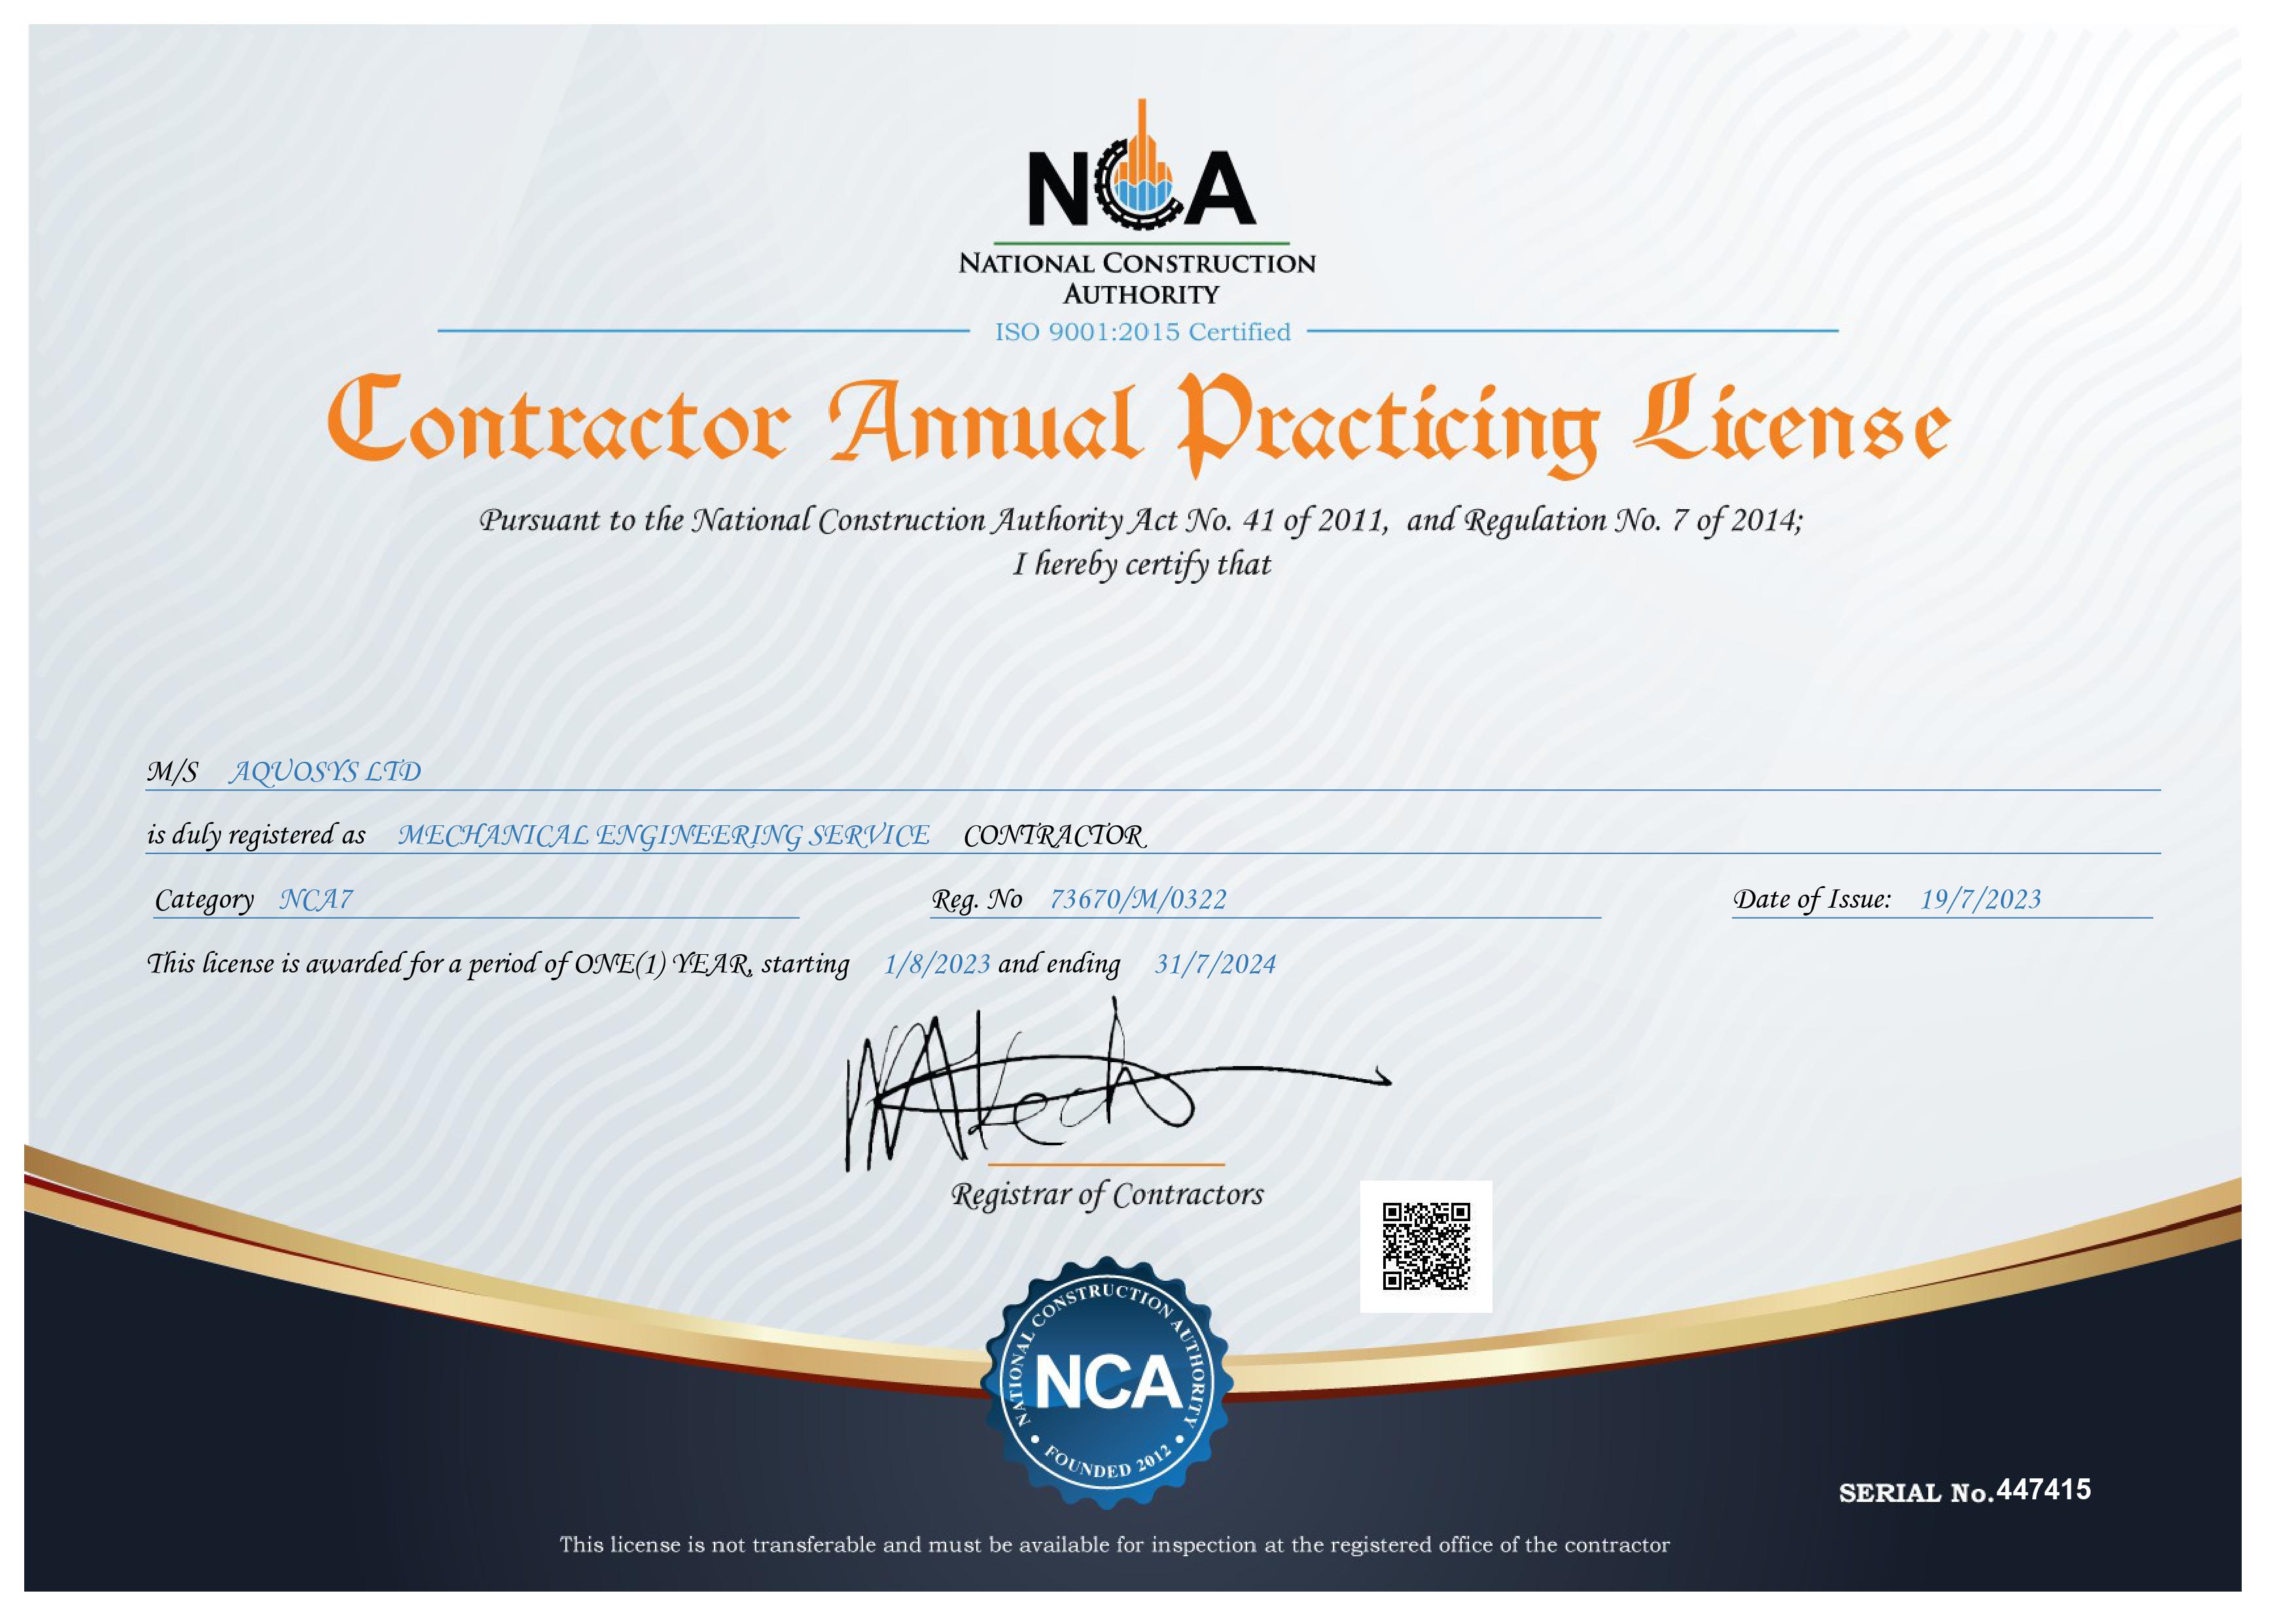 NCA
NATIONAL CONSTRUCTION
AUTHORITY
ISO 9001:2015 Certified
Contractor Annual Practicing License
Pursuant to the National Construction Authority Act No. 41 of 2011, and Regulation No. 7 of 2014;
I hereby certify that
M/S AQUOSYS LTD
is duly registered as MECHANICAL ENGINEERING SERVICE CONTRACTOR
Category NCA7 Reg. No 73670/M/0322 Date of Issue: 19/7/2023
This license is awarded for a period of ONE(1) YEAR, starting 1/8/2023 and ending 31/7/2024
Registrar of Contractors
NATIONAL CONSTRUCTION AUTHORITY
NCA
• FOUNDED 2012 •
SERIAL No.447415
This license is not transferable and must be available for inspection at the registered office of the contractor